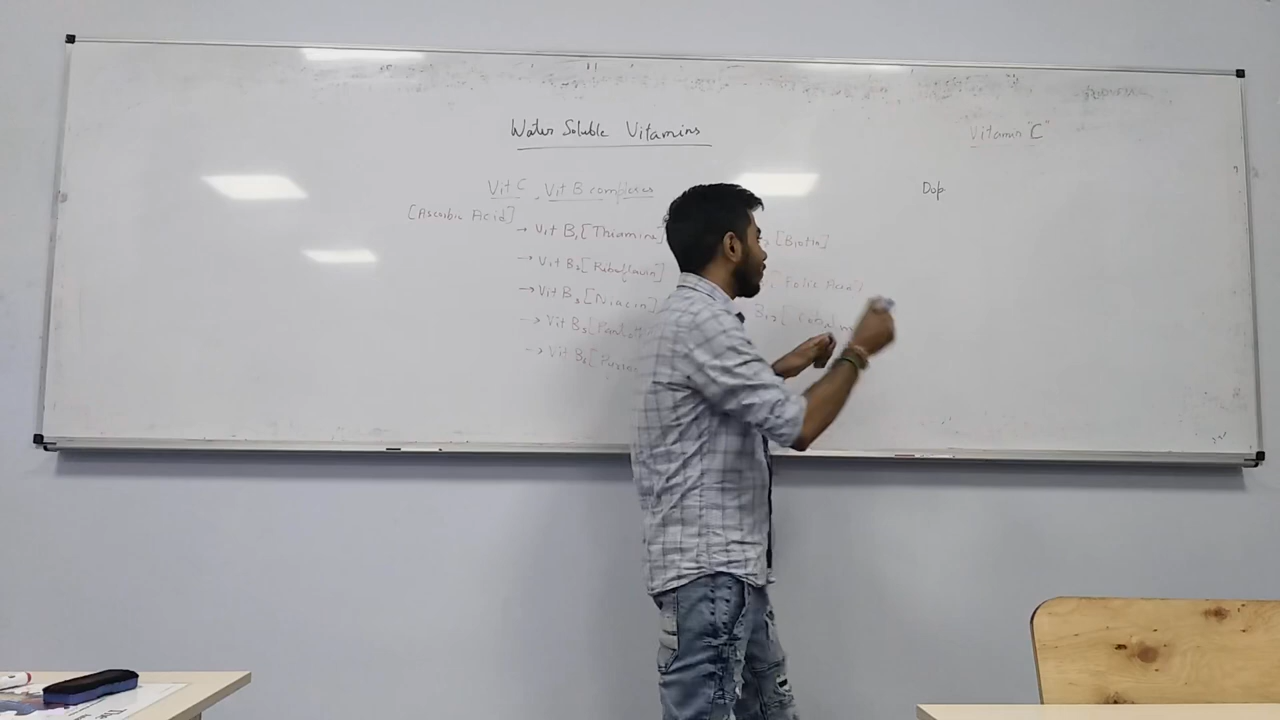 Water Soluble Vitamins
Vit C , Vit B complexes
[Ascorbic Acid]
→ Vit B1 [Thiamine]
→ Vit B2 [Riboflavin]
→ Vit B3 [Niacin]
→ Vit B5 [Pantot
→ Vit B6
[Biotin]
[Folic Acid]
B12 [
Vitamin "C"
Dop